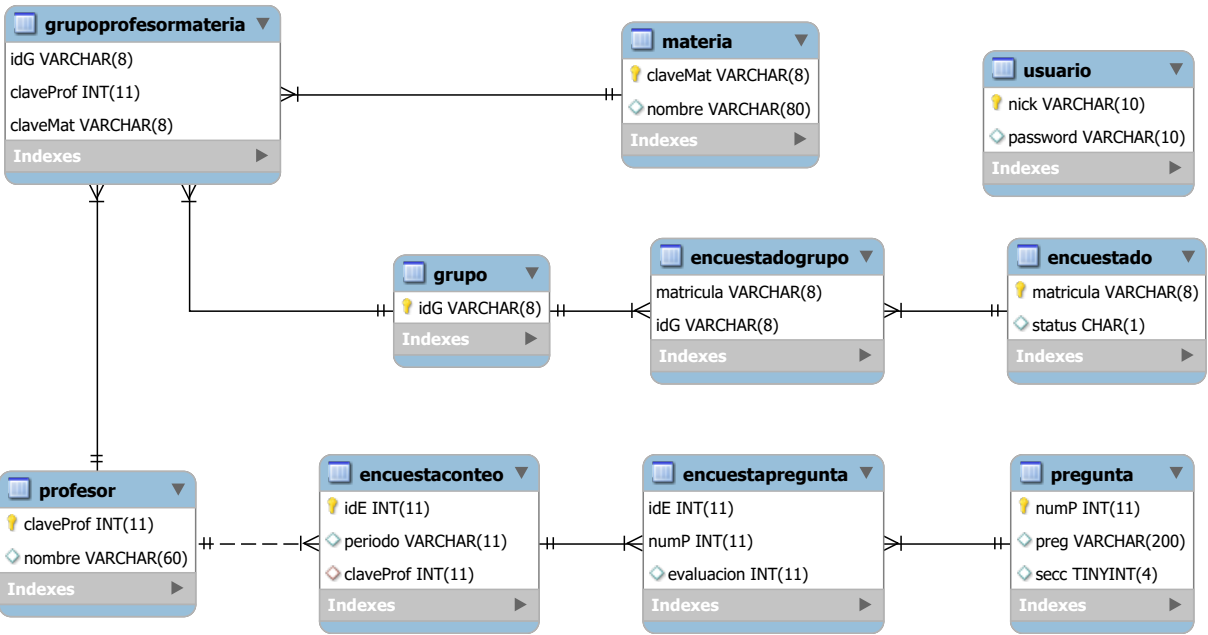 grupoprofesormateria
idG VARCHAR(8)
claveProf INT(11)
claveMat VARCHAR(8)
Indexes
materia
claveMat VARCHAR(8)
nombre VARCHAR(80)
Indexes
usuario
nick VARCHAR(10)
password VARCHAR(10)
Indexes
grupo
idG VARCHAR(8)
Indexes
encuestadogrupo
matricula VARCHAR(8)
idG VARCHAR(8)
Indexes
encuestado
matricula VARCHAR(8)
status CHAR(1)
Indexes
profesor
claveProf INT(11)
nombre VARCHAR(60)
Indexes
encuestaconteo
idE INT(11)
periodo VARCHAR(11)
claveProf INT(11)
Indexes
encuestapregunta
idE INT(11)
numP INT(11)
evaluacion INT(11)
Indexes
pregunta
numP INT(11)
preg VARCHAR(200)
secc TINYINT(4)
Indexes